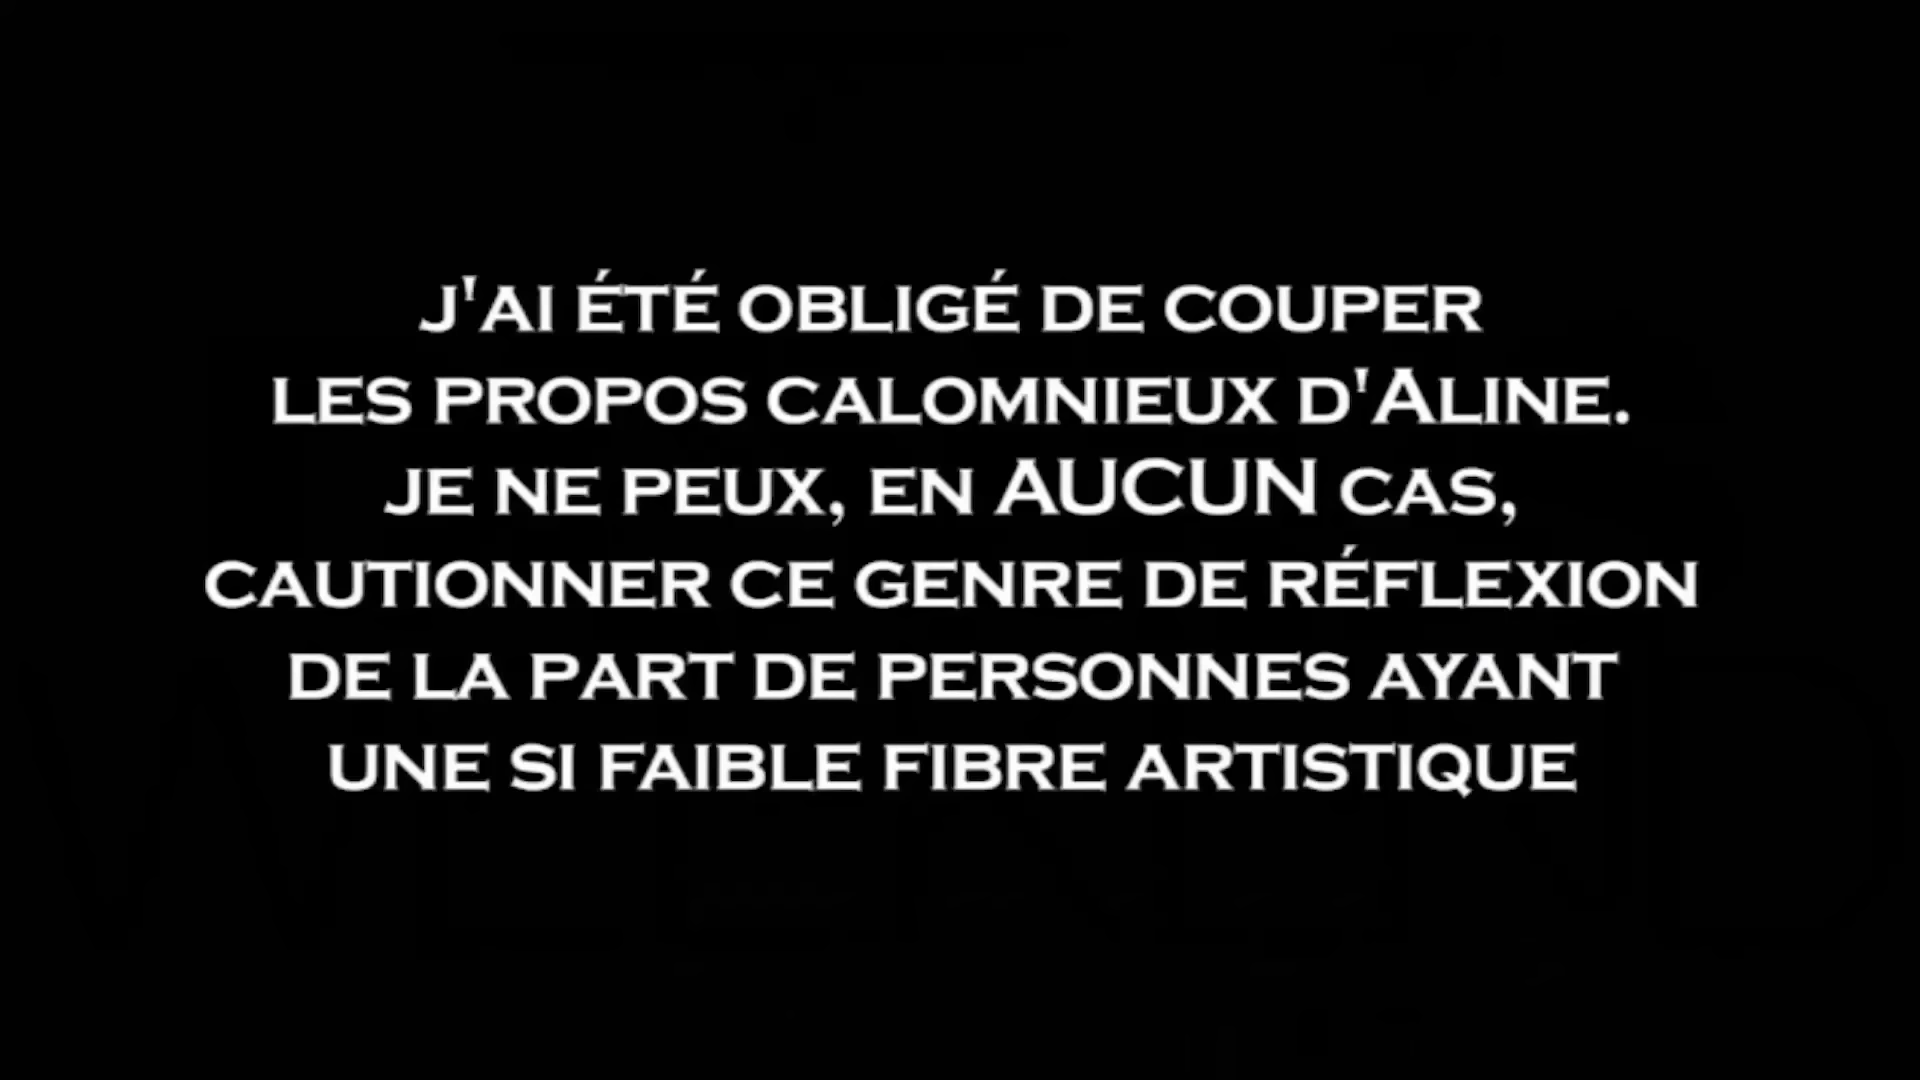 J'AI ÉTÉ OBLIGÉ DE COUPER
LES PROPOS CALOMNIEUX D'ALINE.
JE NE PEUX, EN AUCUN CAS,
CAUTIONNER CE GENRE DE RÉFLEXION
DE LA PART DE PERSONNES AYANT
UNE SI FAIBLE FIBRE ARTISTIQUE